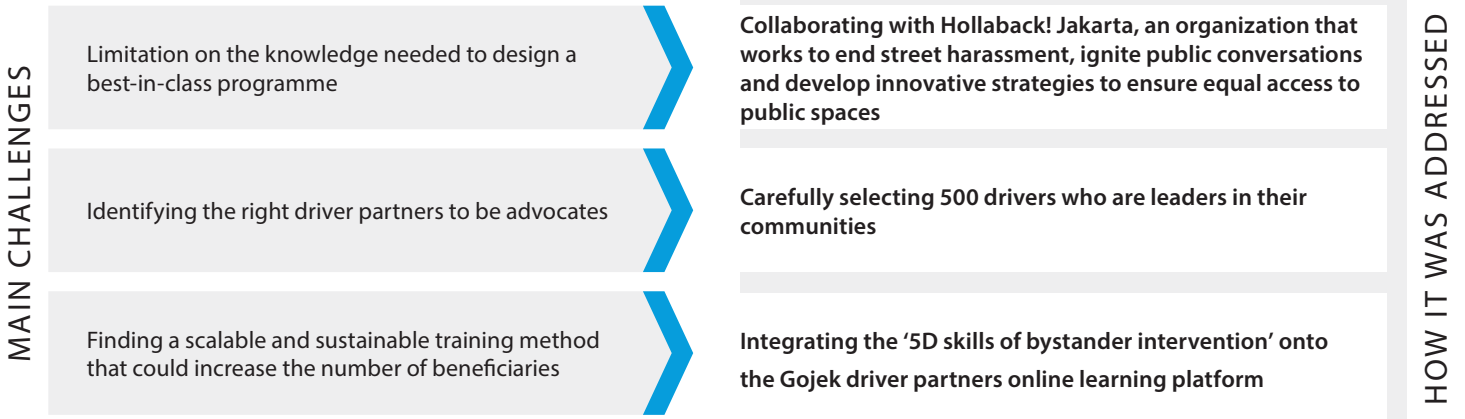 MAIN CHALLENGES
Limitation on the knowledge needed to design a
best-in-class programme
Collaborating with Hollaback! Jakarta, an organization that
works to end street harassment, ignite public conversations
and develop innovative strategies to ensure equal access to
public spaces
Identifying the right driver partners to be advocates
Carefully selecting 500 drivers who are leaders in their
communities
Finding a scalable and sustainable training method
that could increase the number of beneficiaries
Integrating the ‘5D skills of bystander intervention’ onto
the Gojek driver partners online learning platform
HOW IT WAS ADDRESSED